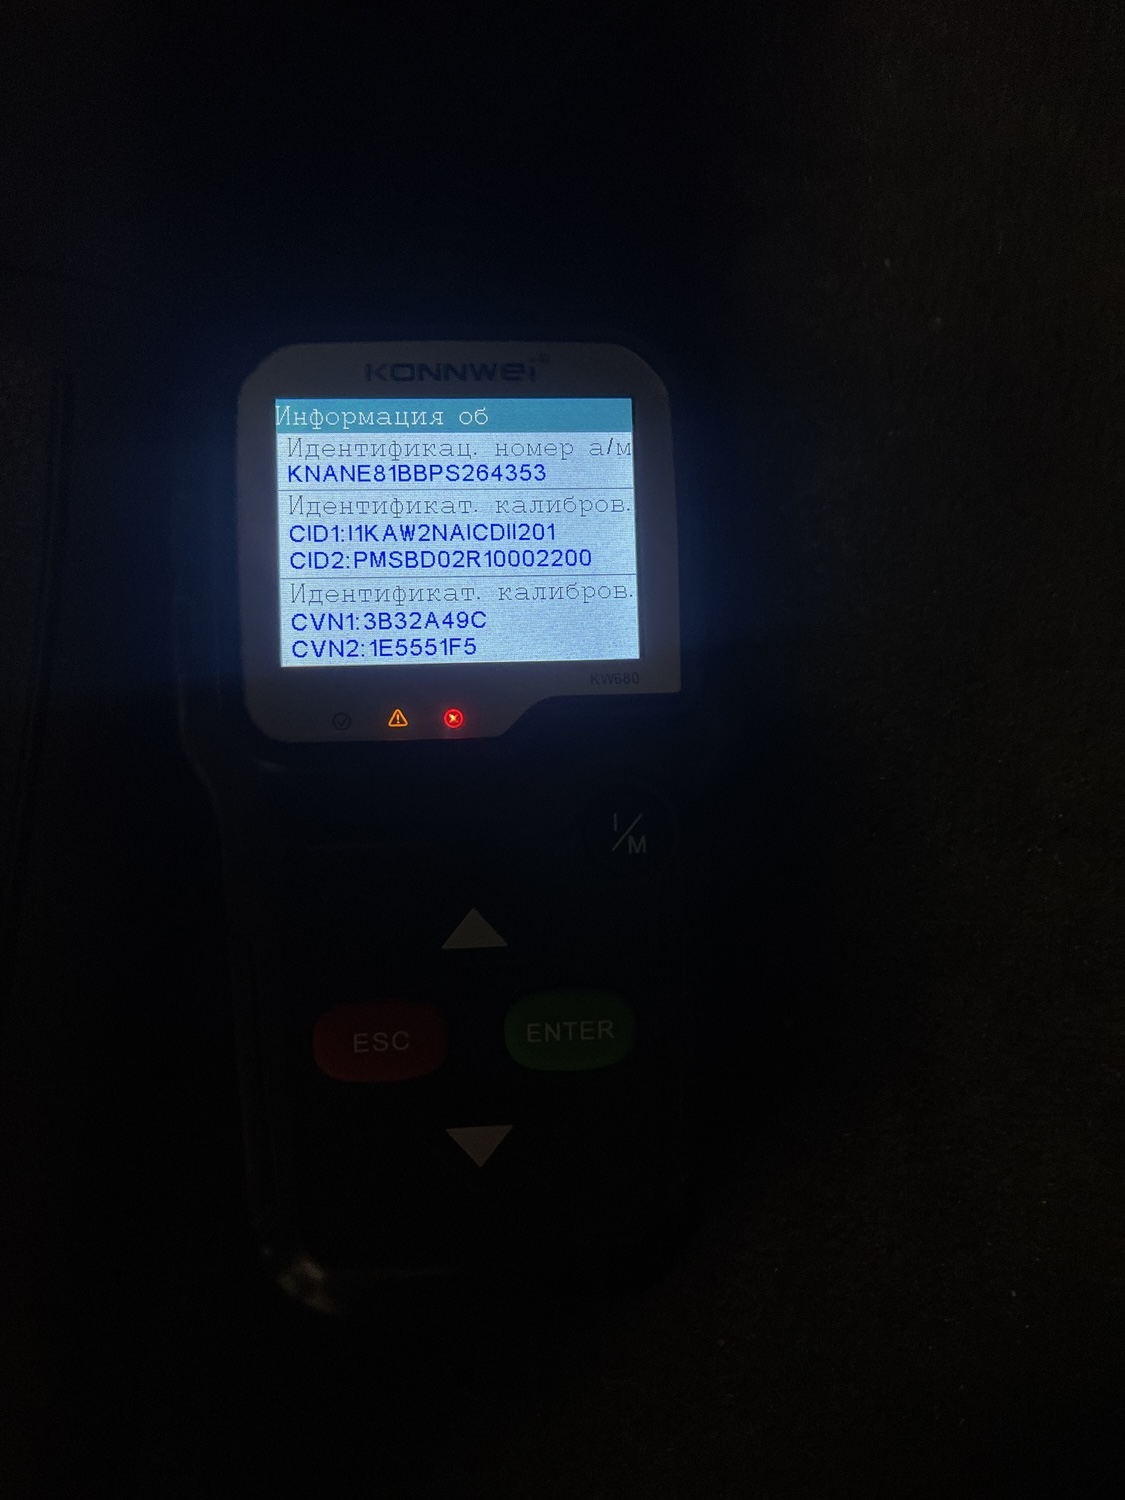 KONNWEi®
Информация об
Идентификац. номер а/м
KNANE81BBPS264353
Идентификат. калибров.
CID1:I1KAW2NAICDII201
CID2:PMSBD02R10002200
Идентификат. калибров.
CVN1:3B32A49C
CVN2:1E5551F5
KW680
I/M
ESC
ENTER